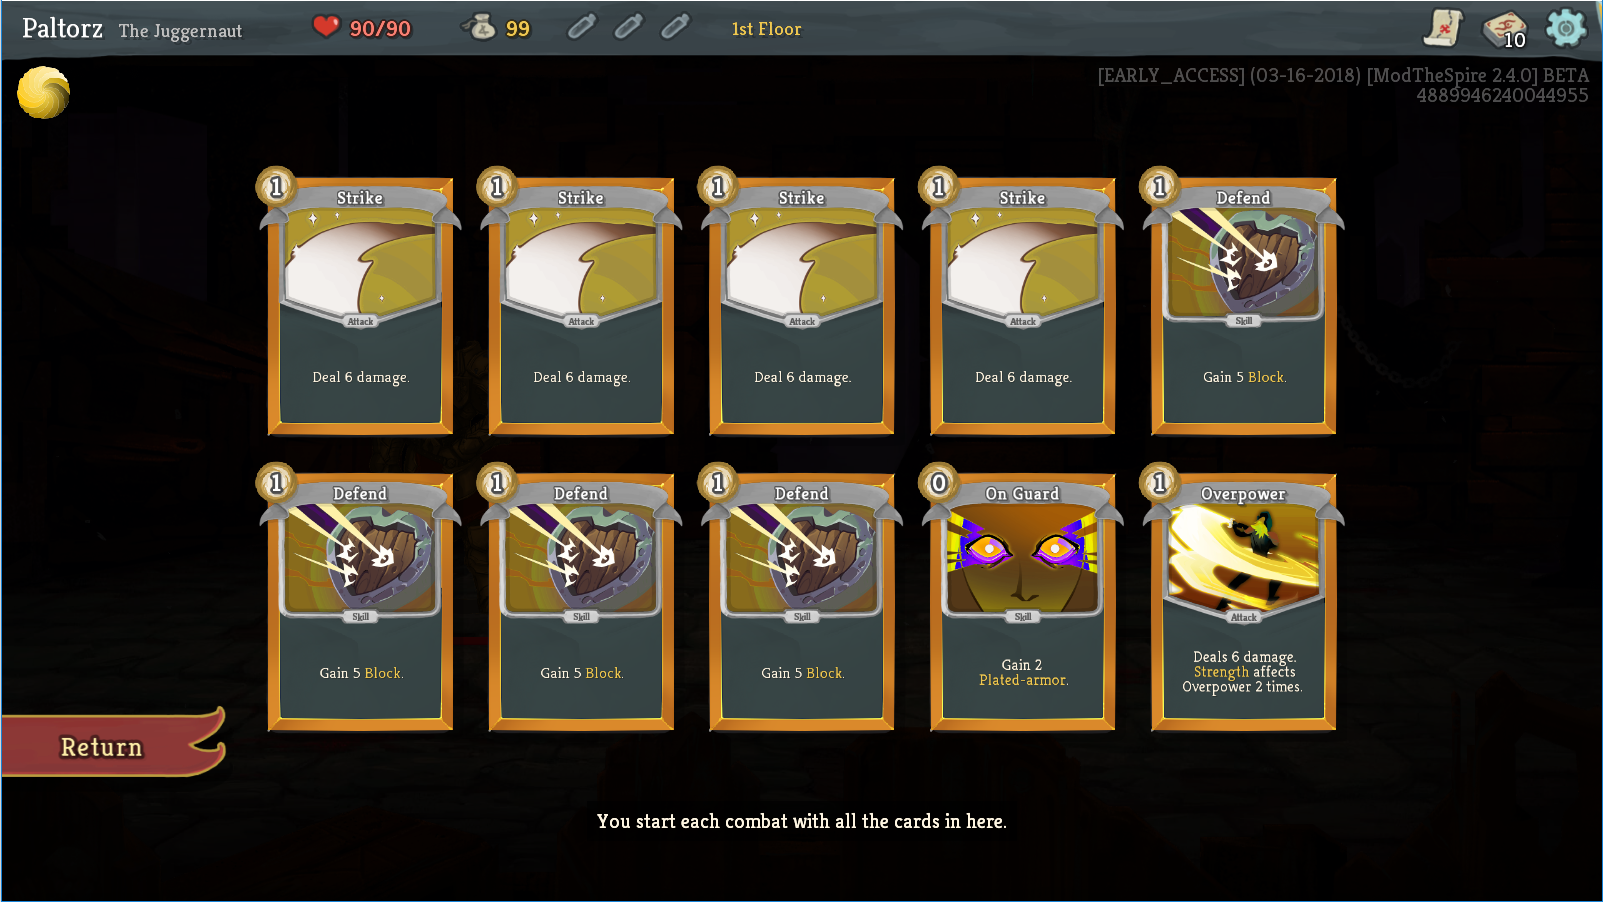 Paltorz The Juggernaut 90/90 99 1st Floor 10
[EARLY_ACCESS] (03-16-2018) [ModTheSpire 2.4.0] BETA
4889946240044955
1 Strike
Attack
Deal 6 damage.
1 Strike
Attack
Deal 6 damage.
1 Strike
Attack
Deal 6 damage.
1 Strike
Attack
Deal 6 damage.
1 Defend
Skill
Gain 5 Block.
1 Defend
Skill
Gain 5 Block.
1 Defend
Skill
Gain 5 Block.
1 Defend
Skill
Gain 5 Block.
0 On Guard
Skill
Gain 2
Plated-armor.
1 Overpower
Attack
Deals 6 damage.
Strength affects
Overpower 2 times.
Return
You start each combat with all the cards in here.